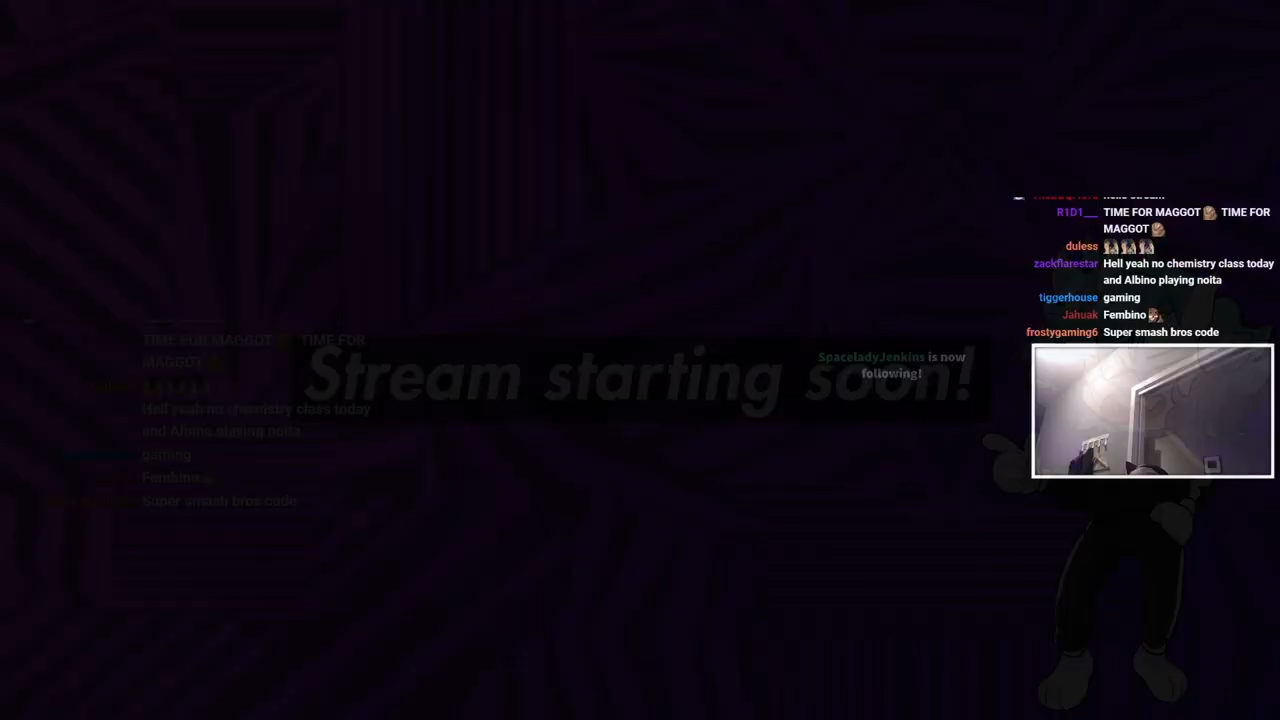 R1D1___ TIME FOR MAGGOT TIME FOR
MAGGOT
duless
zackflarestar Hell yeah no chemistry class today
and Albino playing noita
tiggerhouse gaming
Jahuak Fembino
frostygaming6 Super smash bros code
TIME FOR MAGGOT TIME FOR
MAGGOT
Hell yeah no chemistry class today
and Albino playing noita
gaming
Fembino
Super smash bros code
Stream starting soon!
SpaceladyJenkins is now
following!